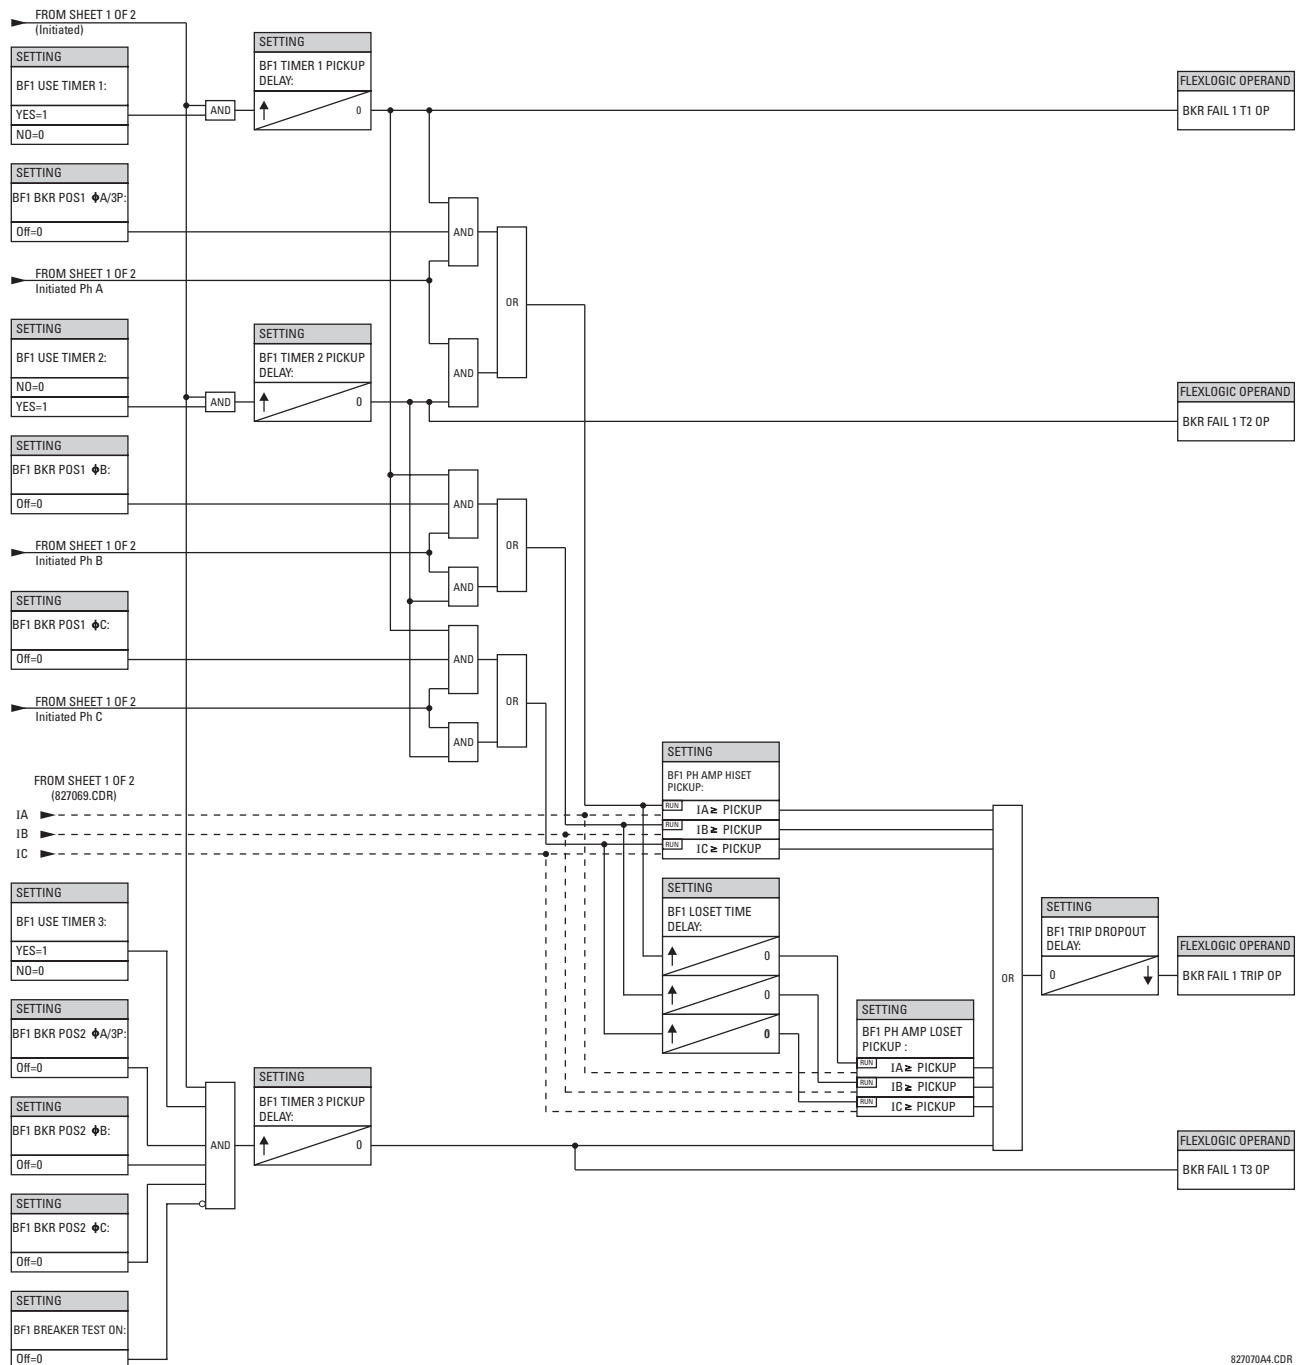 FROM SHEET 1 OF 2
(Initiated)
SETTING
BF1 USE TIMER 1:
YES=1
NO=0
AND
SETTING
BF1 TIMER 1 PICKUP
DELAY:
0
FLEXLOGIC OPERAND
BKR FAIL 1 T1 OP
SETTING
BF1 BKR POS1 ϕA/3P:
Off=0
AND
FROM SHEET 1 OF 2
Initiated Ph A
OR
SETTING
BF1 USE TIMER 2:
NO=0
YES=1
AND
SETTING
BF1 TIMER 2 PICKUP
DELAY:
0
AND
FLEXLOGIC OPERAND
BKR FAIL 1 T2 OP
SETTING
BF1 BKR POS1 ϕB:
Off=0
AND
FROM SHEET 1 OF 2
Initiated Ph B
OR
AND
SETTING
BF1 BKR POS1 ϕC:
Off=0
AND
FROM SHEET 1 OF 2
Initiated Ph C
OR
AND
FROM SHEET 1 OF 2
(827069.CDR)
IA
IB
IC
SETTING
BF1 PH AMP HISET
PICKUP:
RUN IA ≥ PICKUP
RUN IB ≥ PICKUP
RUN IC ≥ PICKUP
SETTING
BF1 LOSET TIME
DELAY:
0
0
0
SETTING
BF1 PH AMP LOSET
PICKUP :
RUN IA ≥ PICKUP
RUN IB ≥ PICKUP
RUN IC ≥ PICKUP
OR
SETTING
BF1 TRIP DROPOUT
DELAY:
0
FLEXLOGIC OPERAND
BKR FAIL 1 TRIP OP
SETTING
BF1 USE TIMER 3:
YES=1
NO=0
SETTING
BF1 BKR POS2 ϕA/3P:
Off=0
SETTING
BF1 BKR POS2 ϕB:
Off=0
AND
SETTING
BF1 TIMER 3 PICKUP
DELAY:
0
FLEXLOGIC OPERAND
BKR FAIL 1 T3 OP
SETTING
BF1 BKR POS2 ϕC:
Off=0
SETTING
BF1 BREAKER TEST ON:
Off=0
827070A4.CDR